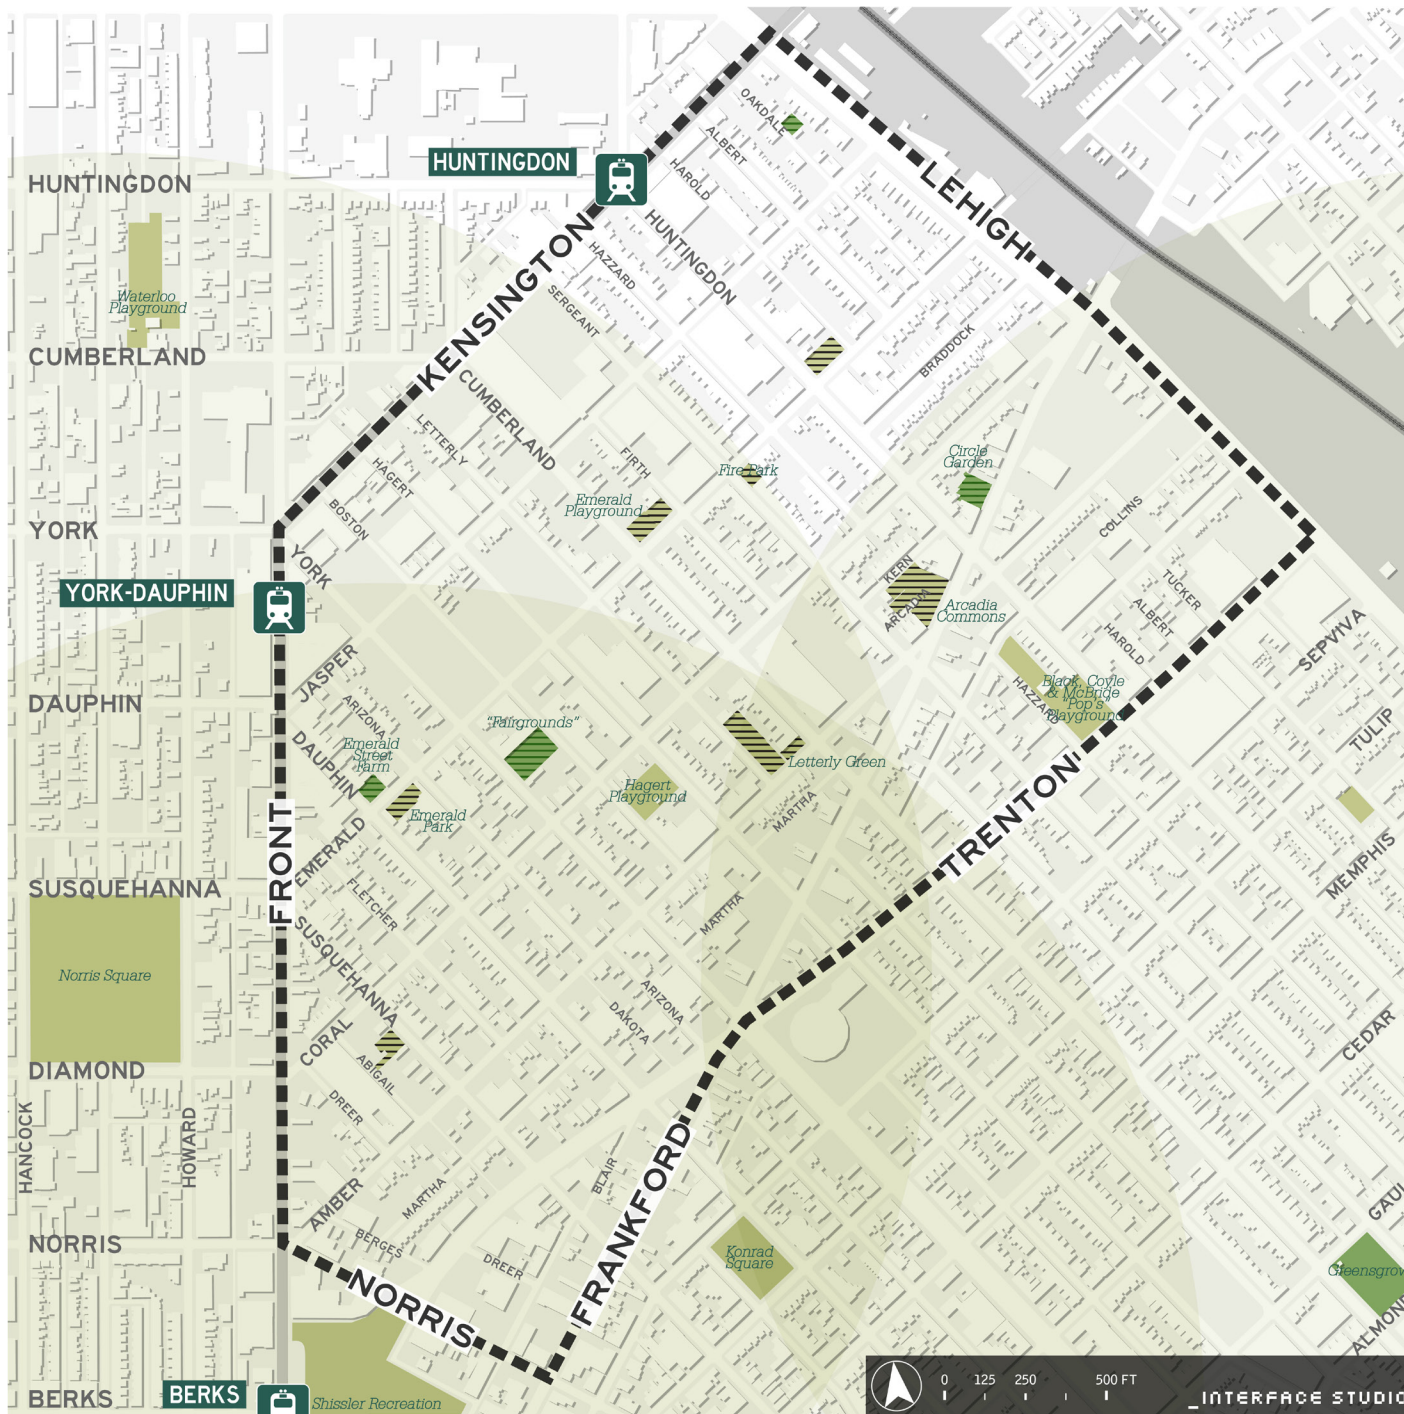 OAKDALE
ALBERT
HAROLD
HUNTINGDON
LEHIGH
HUNTINGDON
HUNTINGDON
HAZZARD
SERGEANT
KENSINGTON
Waterloo
Playground
CUMBERLAND
CUMBERLAND
BRADDOCK
LETTERLY
HAGERT
BOSTON
FIRTH
Fire Park
Emerald
Playground
Circle
Garden
COLLINS
YORK
YORK
YORK-DAUPHIN
KERN
ARCADIA
Arcadia
Commons
TUCKER
ALBERT
HAROLD
HAZZARD
Black, Coyle
& McBride
"Pop's
Playground
SEPVIVA
TULIP
MEMPHIS
CEDAR
JASPER
ARIZONA
DAUPHIN
DAUPHIN
Emerald
Street
Farm
Emerald
Park
"Fairgrounds"
Hagert
Playground
Letterly Green
MARTHA
MARTHA
TRENTON
FRONT
EMERALD
FLETCHER
SUSQUEHANNA
SUSQUEHANNA
Norris Square
ARIZONA
DAKOTA
CORAL
ABIGAIL
DREER
DIAMOND
HANCOCK
HOWARD
AMBER
MARTHA
BERGES
DREER
BLAIR
FRANKFORD
NORRIS
NORRIS
Konrad
Square
Greensgrow
ALMOND
BERKS
BERKS
Shissler Recreation
0 125 250 500 FT
_INTERFACE STUDIO